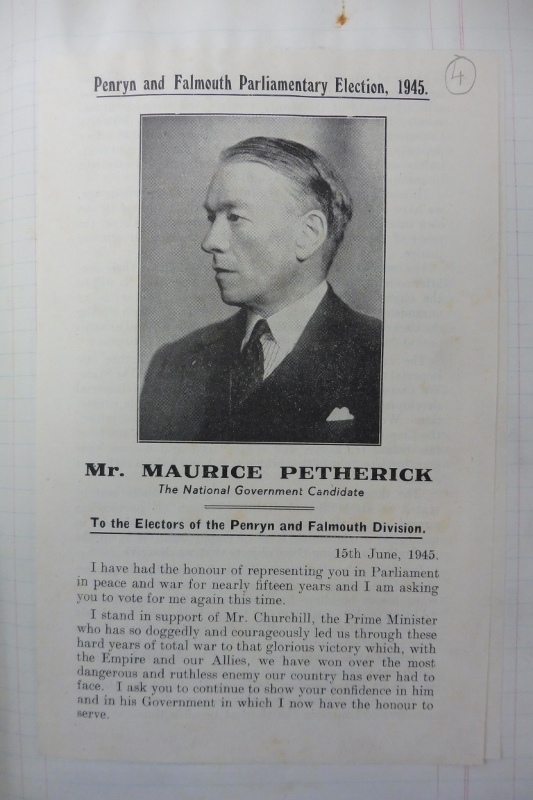 Penryn and Falmouth Parliamentary Election, 1945.
4
Mr. MAURICE PETHERICK
The National Government Candidate
To the Electors of the Penryn and Falmouth Division.
15th June, 1945.
I have had the honour of representing you in Parliament
in peace and war for nearly fifteen years and I am asking
you to vote for me again this time.
I stand in support of Mr. Churchill, the Prime Minister
who has so doggedly and courageously led us through these
hard years of total war to that glorious victory which, with
the Empire and our Allies, we have won over the most
dangerous and ruthless enemy our country has ever had to
face. I ask you to continue to show your confidence in him
and in his Government in which I now have the honour to
serve.